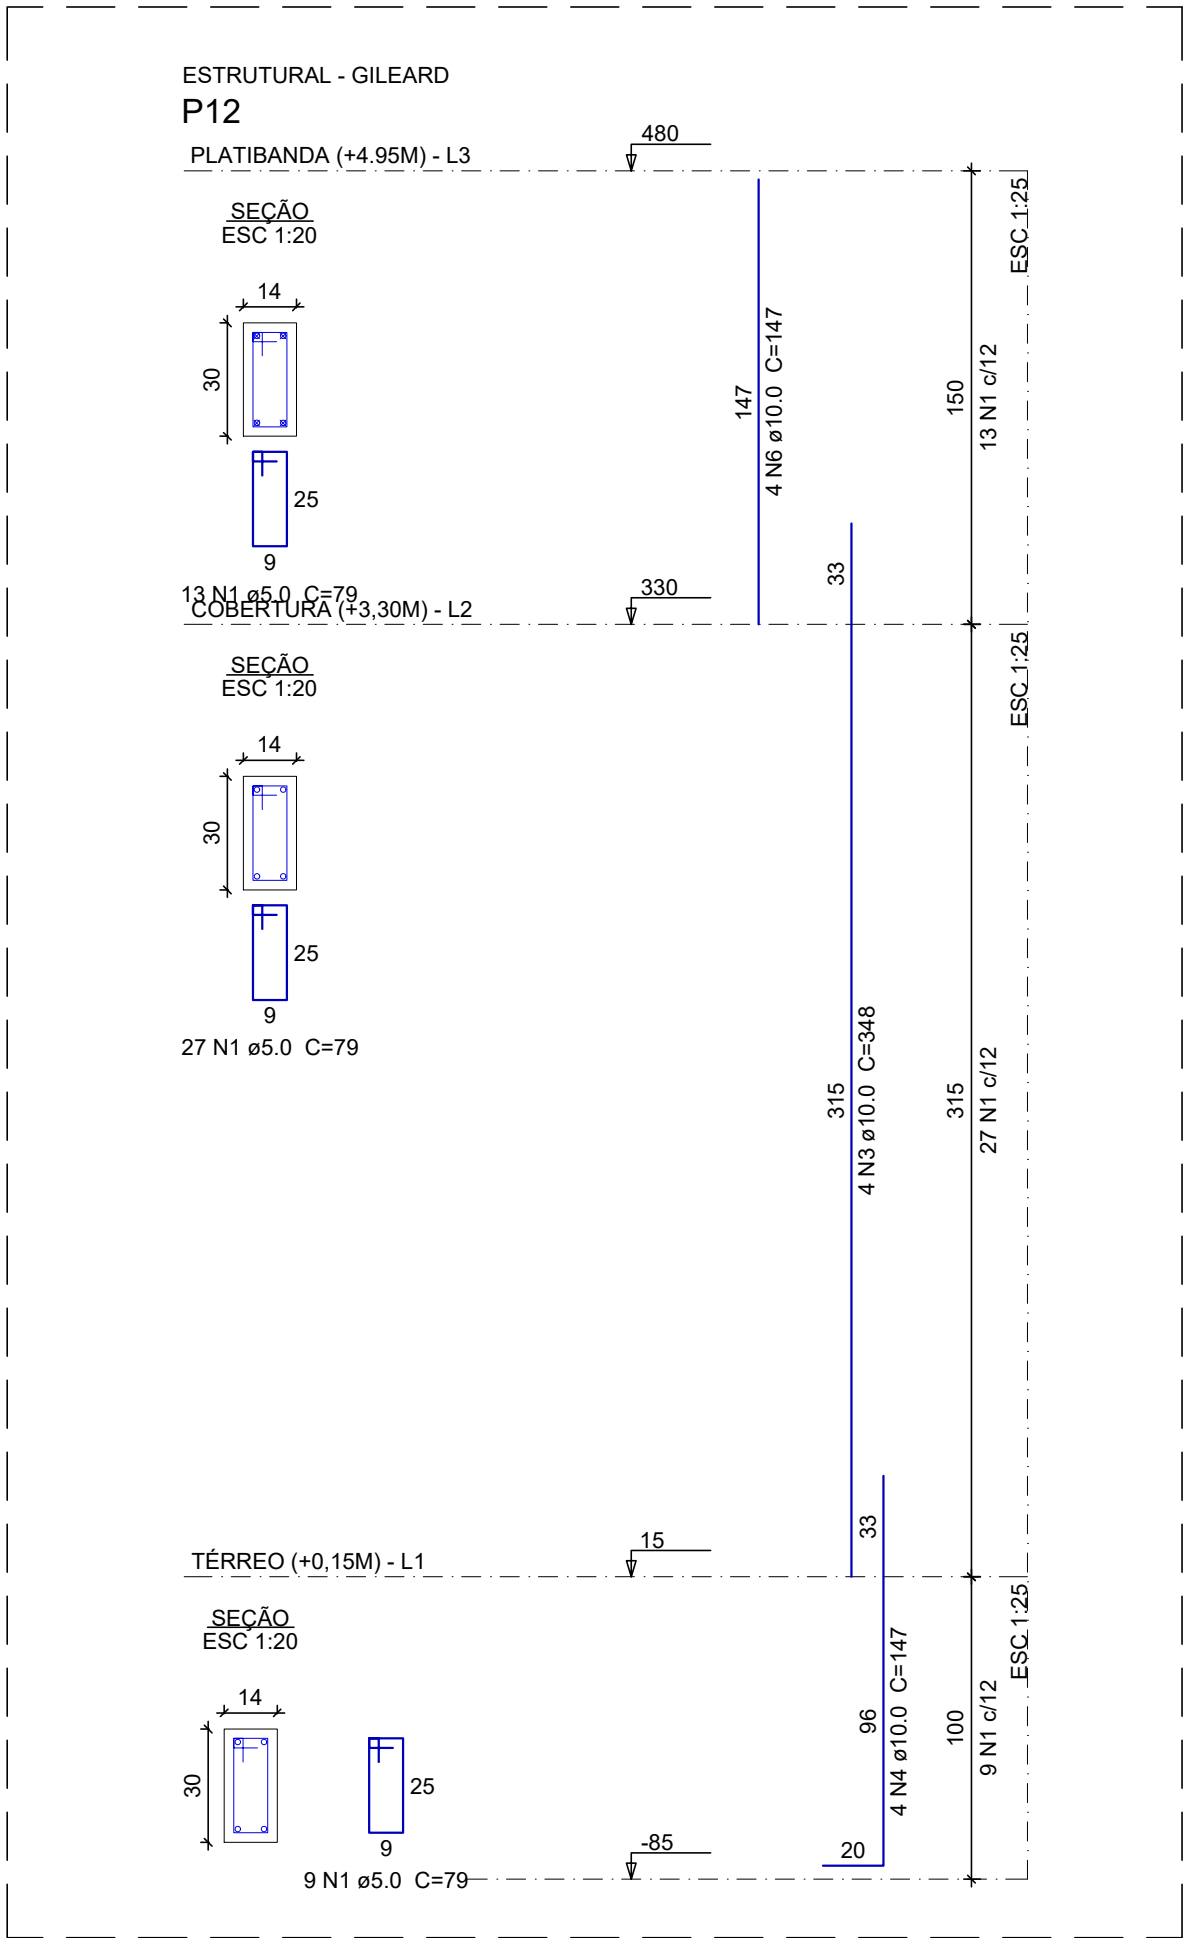 ESTRUTURAL - GILEARD
P12
PLATIBANDA (+4.95M) - L3
480
SEÇÃO
ESC 1:20
ESC 1:25
14
30
25
9
13 N1 ø5.0  C=79
147
4 N6 ø10.0  C=147
150
13 N1 c/12
COBERTURA (+3,30M) - L2
330
33
SEÇÃO
ESC 1:20
ESC 1:25
14
30
25
9
27 N1 ø5.0  C=79
315
4 N3 ø10.0  C=348
315
27 N1 c/12
TÉRREO (+0,15M) - L1
15
33
SEÇÃO
ESC 1:20
ESC 1:25
14
30
25
9
9 N1 ø5.0  C=79
96
4 N4 ø10.0  C=147
100
9 N1 c/12
-85
20